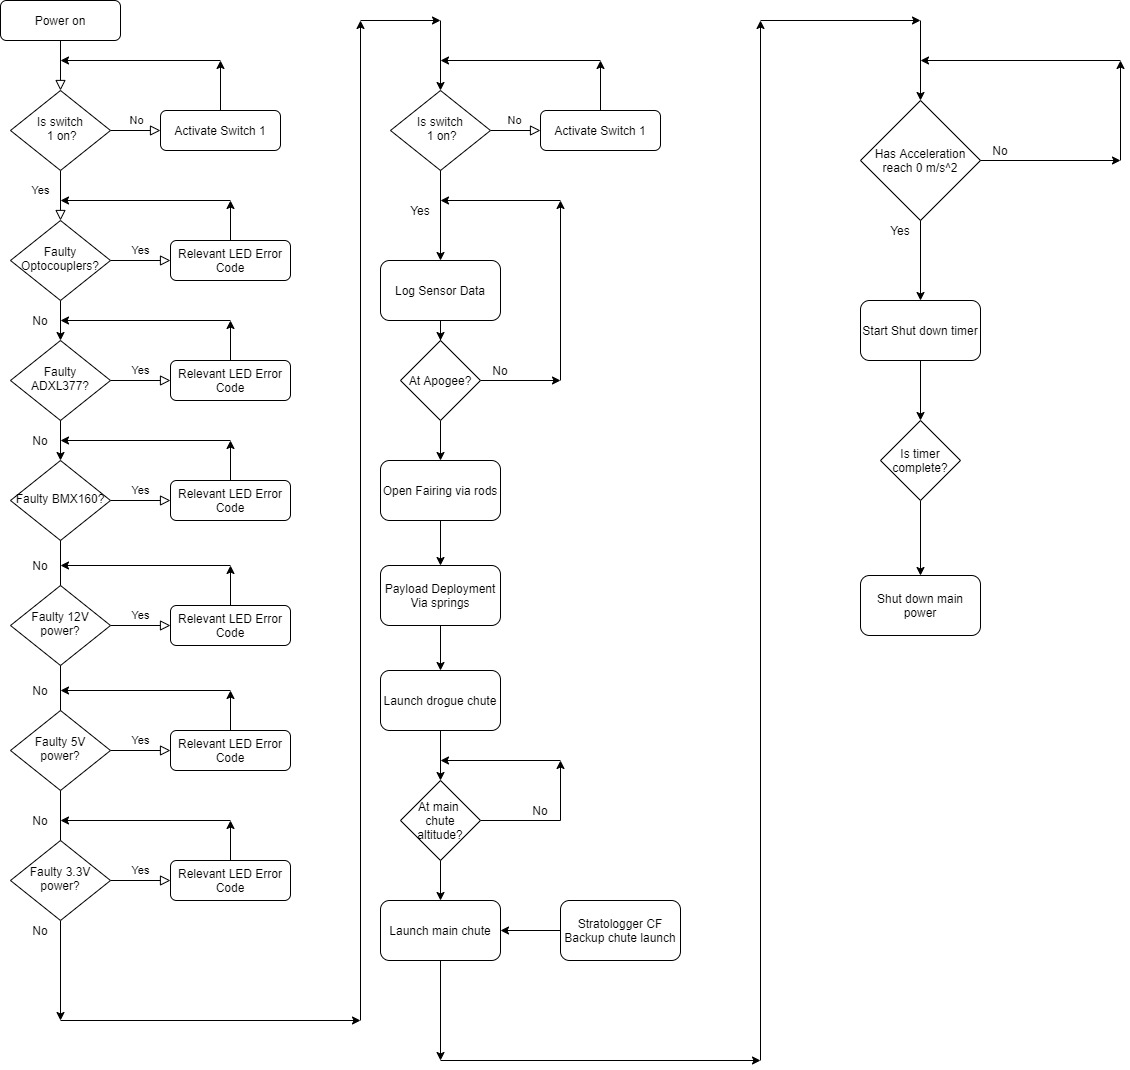 Power on
Is switch
1 on?
No
Activate Switch 1
Yes
Faulty
Optocouplers?
Yes
Relevant LED Error
Code
No
Faulty
ADXL377?
Yes
Relevant LED Error
Code
No
Faulty BMX160?
Yes
Relevant LED Error
Code
No
Faulty 12V
power?
Yes
Relevant LED Error
Code
No
Faulty 5V
power?
Yes
Relevant LED Error
Code
No
Faulty 3.3V
power?
Yes
Relevant LED Error
Code
No
Is switch
1 on?
No
Activate Switch 1
Yes
Log Sensor Data
At Apogee?
No
Open Fairing via rods
Payload Deployment
Via springs
Launch drogue chute
At main
chute
altitude?
No
Launch main chute
Stratologger CF
Backup chute launch
Has Acceleration
reach 0 m/s^2
No
Yes
Start Shut down timer
Is timer
complete?
Shut down main
power